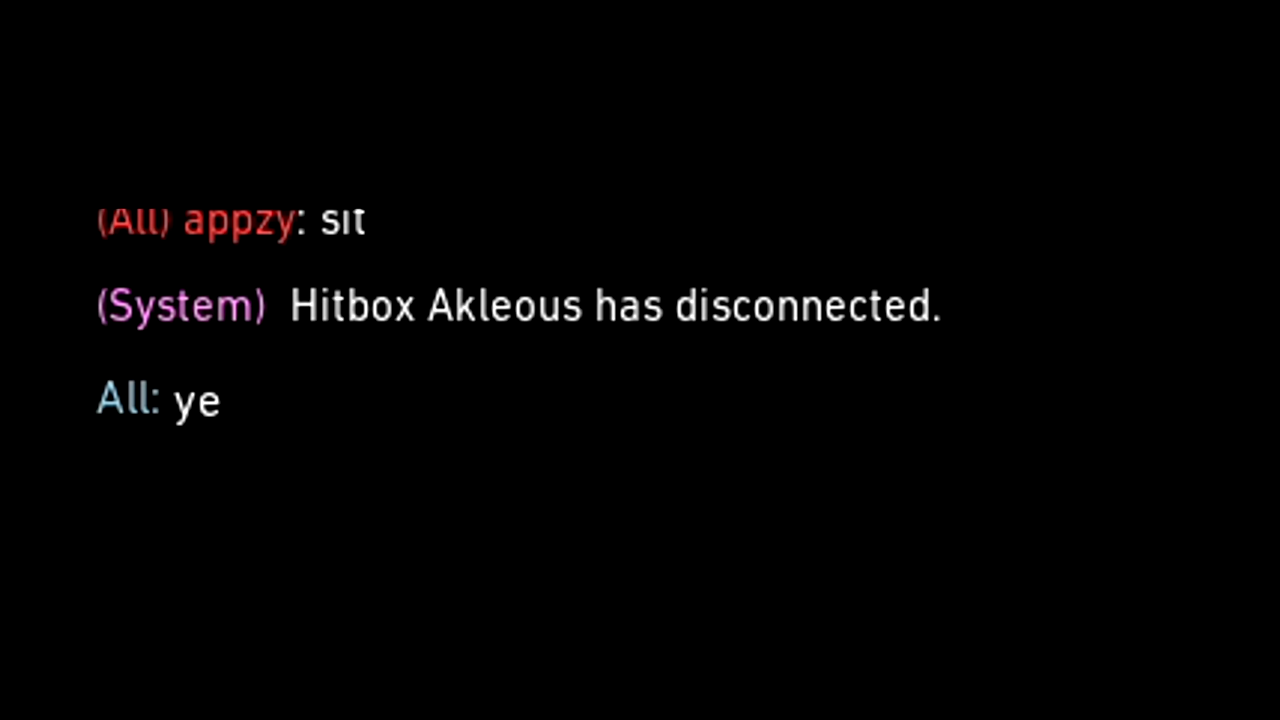 (All) appzy: sit
(System) Hitbox Akleous has disconnected.
All: ye